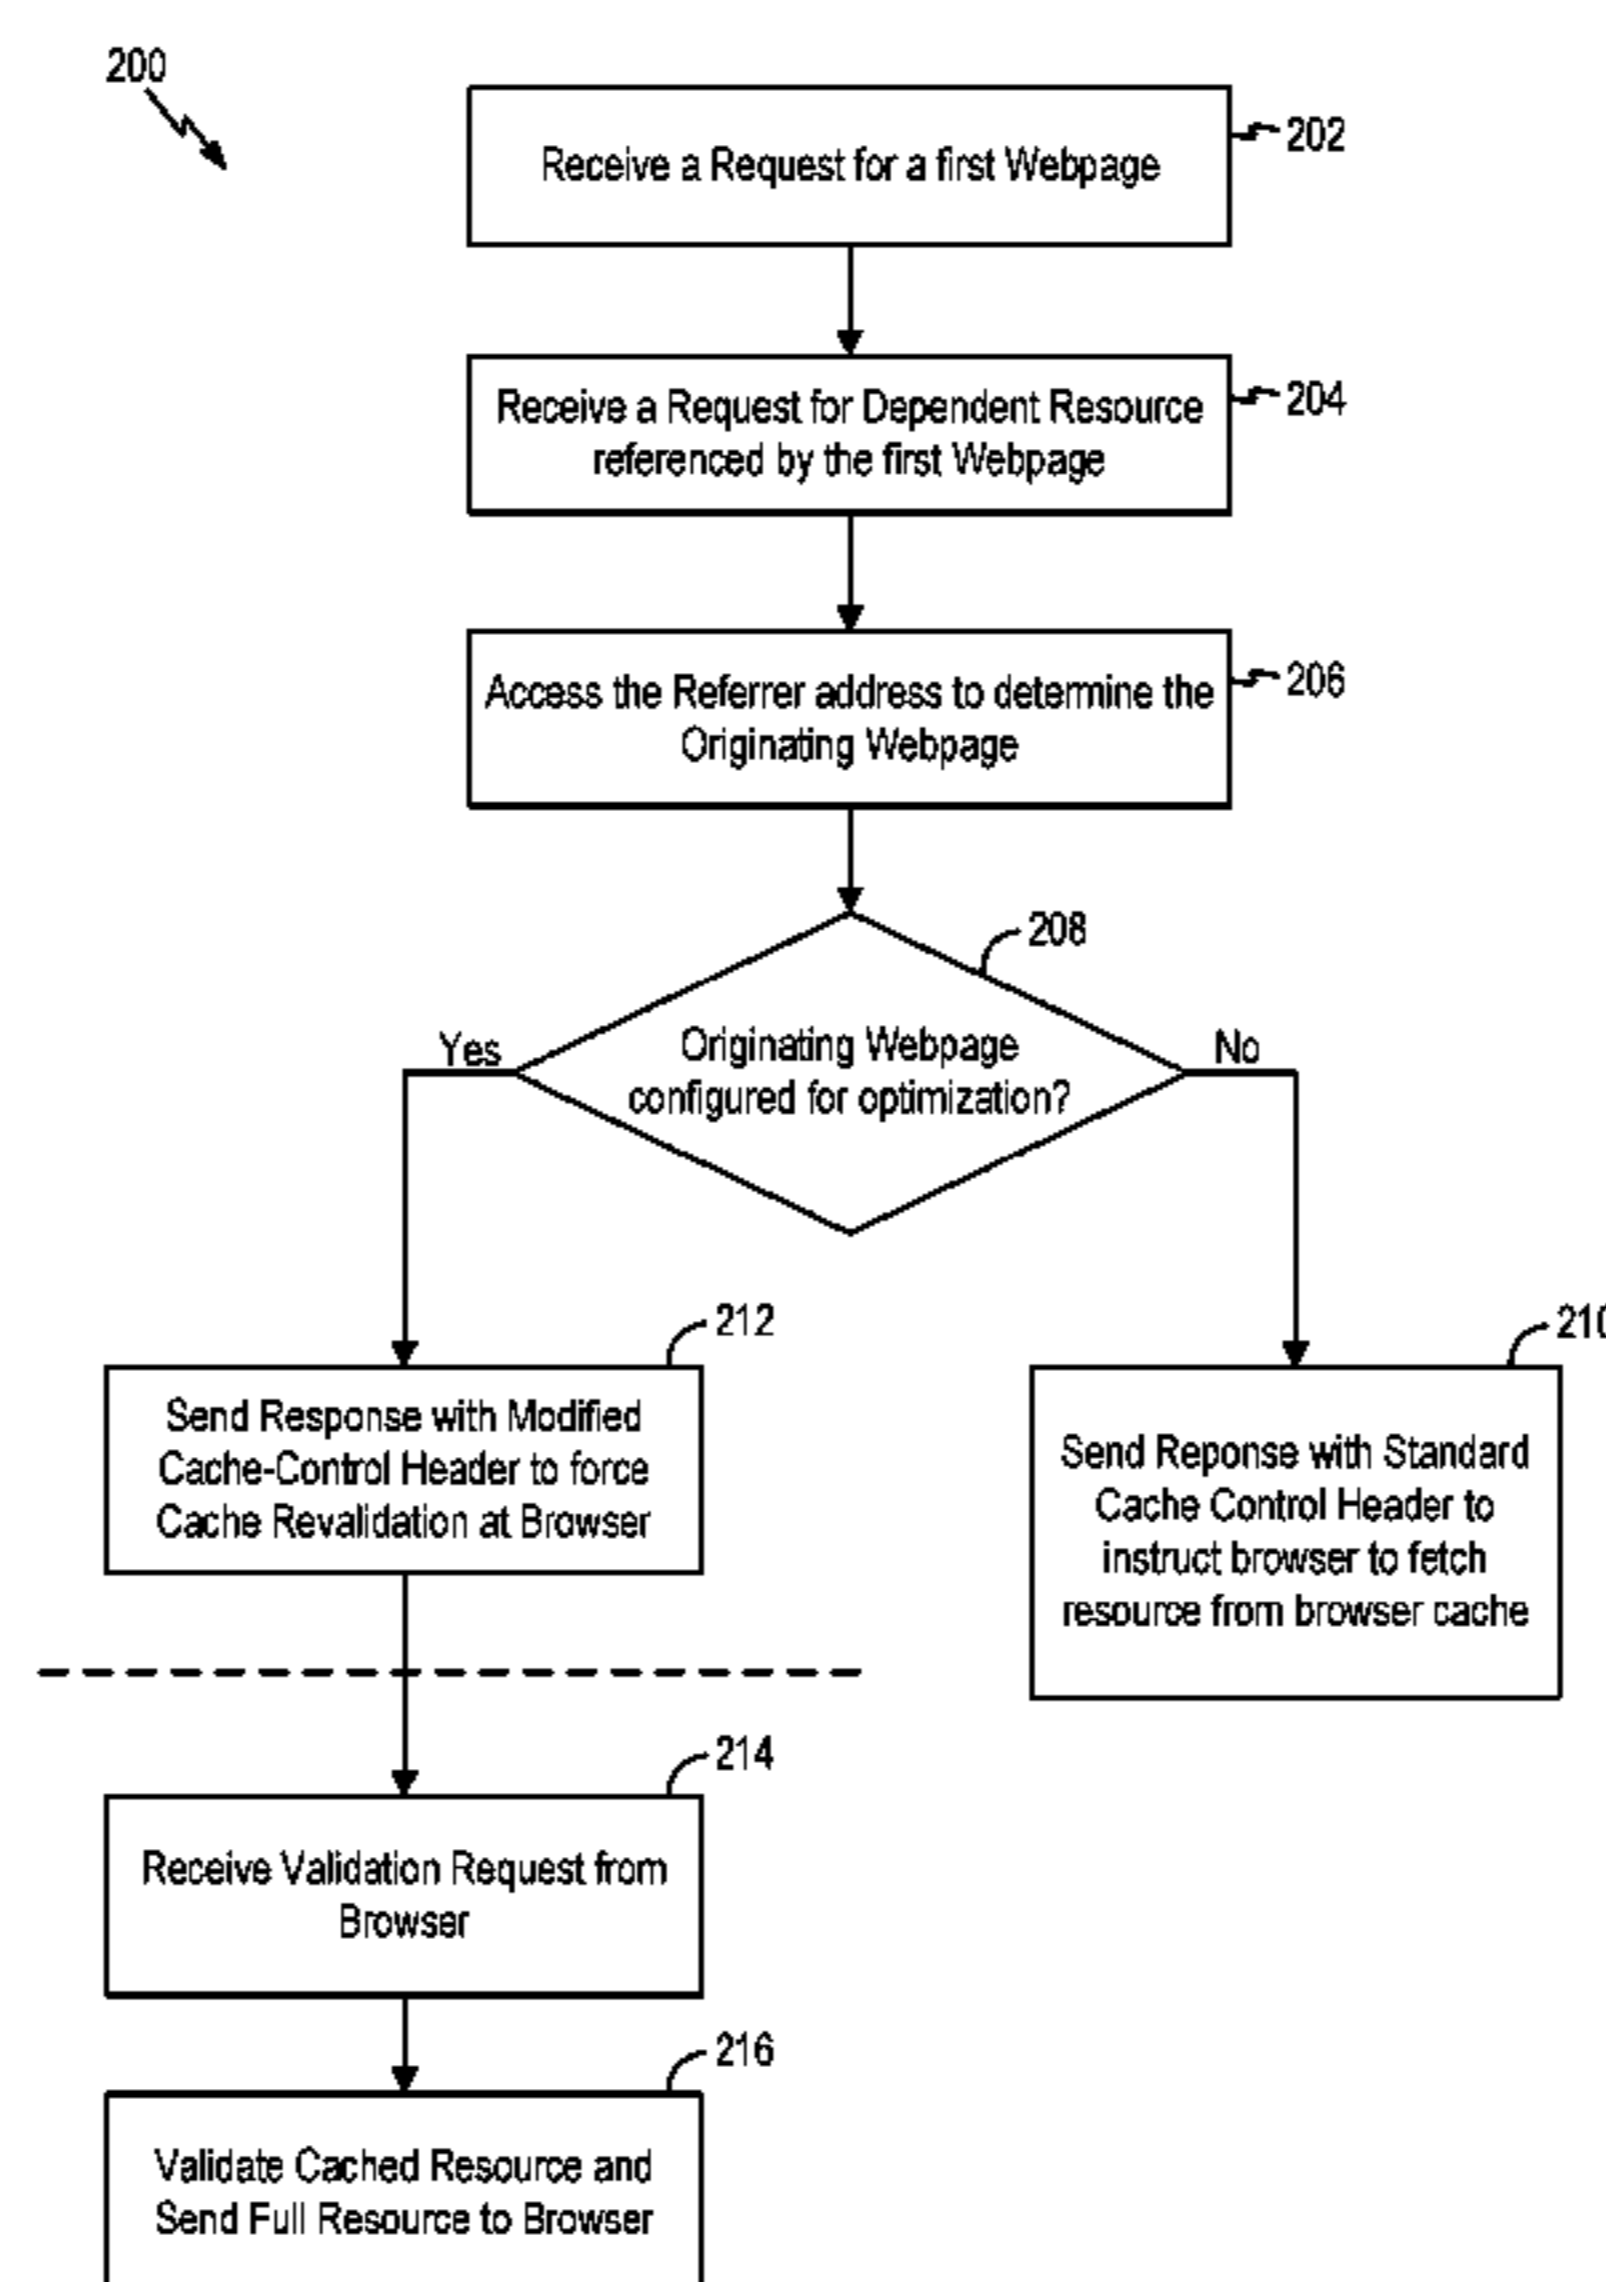 200
Receive a Request for a first Webpage
202
Receive a Request for Dependent Resource
referenced by the first Webpage
204
Access the Referrer address to determine the
Originating Webpage
206
208
Originating Webpage
configured for optimization?
Yes
No
212
Send Response with Modified
Cache-Control Header to force
Cache Revalidation at Browser
210
Send Reponse with Standard
Cache Control Header to
instruct browser to fetch
resource from browser cache
214
Receive Validation Request from
Browser
216
Validate Cached Resource and
Send Full Resource to Browser